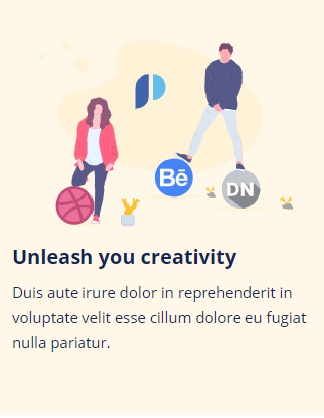 Bē
DN
Unleash you creativity
Duis aute irure dolor in reprehenderit in
voluptate velit esse cillum dolore eu fugiat
nulla pariatur.